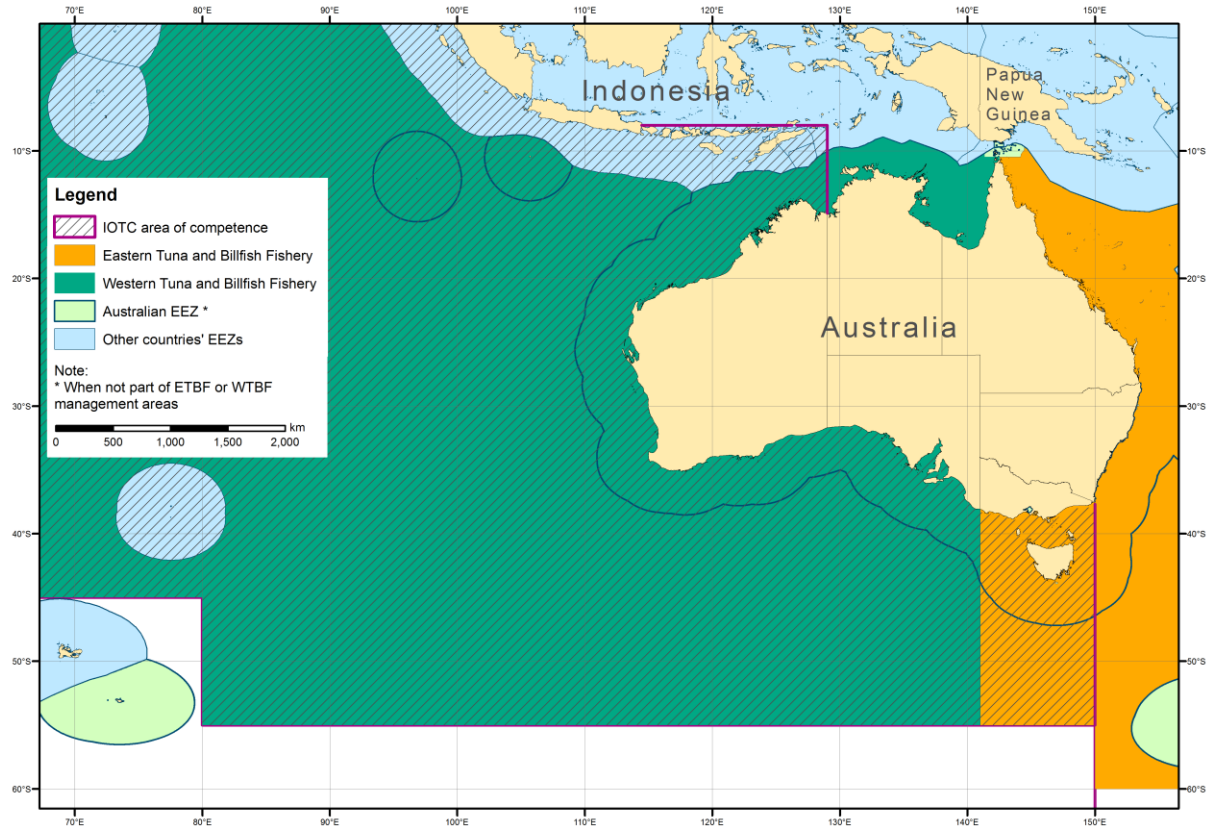 70°E 80°E 90°E 100°E 110°E 120°E 130°E 140°E 150°E
Indonesia
Papua
New
Guinea
10°S 10°S
Legend
IOTC area of competence
Eastern Tuna and Billfish Fishery
Western Tuna and Billfish Fishery
Australian EEZ *
Other countries' EEZs
Note:
* When not part of ETBF or WTBF
management areas
0 500 1,000 1,500 2,000 km
20°S 20°S
Australia
30°S 30°S
40°S 40°S
50°S 50°S
60°S 60°S
70°E 80°E 90°E 100°E 110°E 120°E 130°E 140°E 150°E